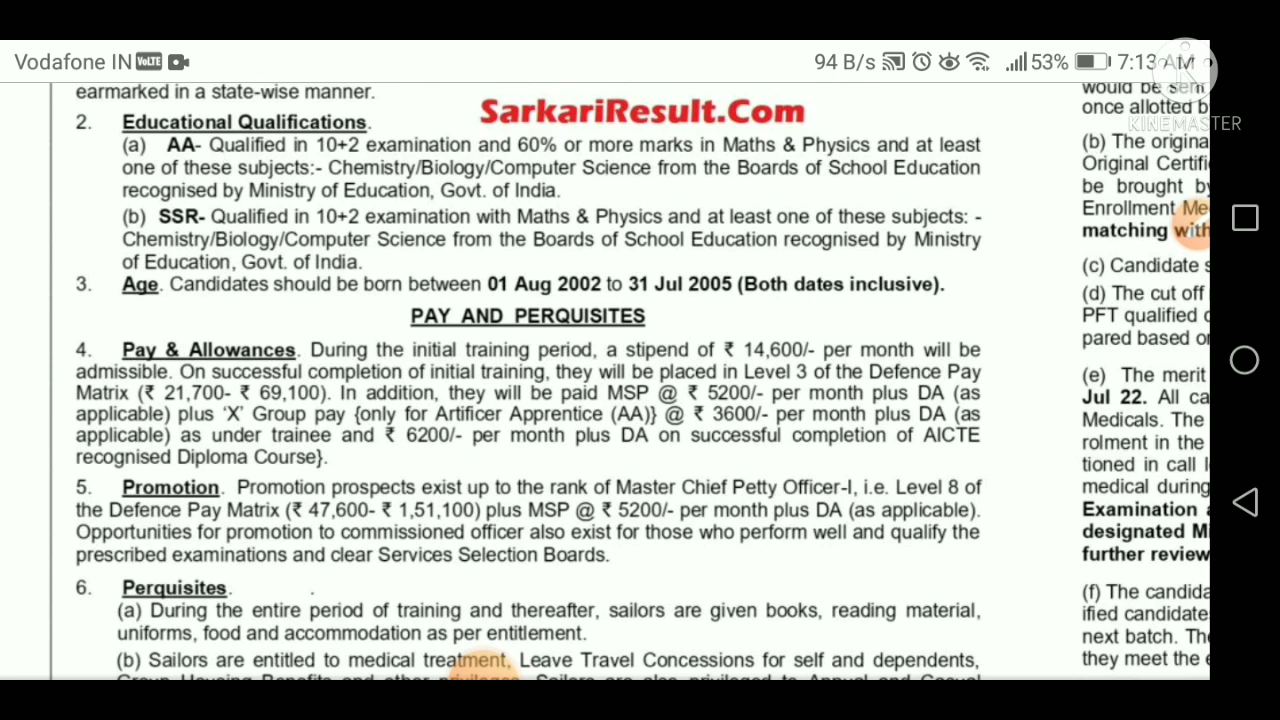 Vodafone IN VoLTE 94 B/s 53% 7:13 AM
KINEMASTER
SarkariResult.Com
earmarked in a state-wise manner.
2. Educational Qualifications.
(a) AA- Qualified in 10+2 examination and 60% or more marks in Maths & Physics and at least
one of these subjects:- Chemistry/Biology/Computer Science from the Boards of School Education
recognised by Ministry of Education, Govt. of India.
(b) SSR- Qualified in 10+2 examination with Maths & Physics and at least one of these subjects: -
Chemistry/Biology/Computer Science from the Boards of School Education recognised by Ministry
of Education, Govt. of India.
3. Age. Candidates should be born between 01 Aug 2002 to 31 Jul 2005 (Both dates inclusive).
PAY AND PERQUISITES
4. Pay & Allowances. During the initial training period, a stipend of ₹ 14,600/- per month will be
admissible. On successful completion of initial training, they will be placed in Level 3 of the Defence Pay
Matrix (₹ 21,700- ₹ 69,100). In addition, they will be paid MSP @ ₹ 5200/- per month plus DA (as
applicable) plus ‘X’ Group pay {only for Artificer Apprentice (AA)} @ ₹ 3600/- per month plus DA (as
applicable) as under trainee and ₹ 6200/- per month plus DA on successful completion of AICTE
recognised Diploma Course}.
5. Promotion. Promotion prospects exist up to the rank of Master Chief Petty Officer-I, i.e. Level 8 of
the Defence Pay Matrix (₹ 47,600- ₹ 1,51,100) plus MSP @ ₹ 5200/- per month plus DA (as applicable).
Opportunities for promotion to commissioned officer also exist for those who perform well and qualify the
prescribed examinations and clear Services Selection Boards.
6. Perquisites.
(a) During the entire period of training and thereafter, sailors are given books, reading material,
uniforms, food and accommodation as per entitlement.
(b) Sailors are entitled to medical treatment, Leave Travel Concessions for self and dependents,
would be sent
once allotted b
(b) The origina
Original Certifi
be brought by
Enrollment Me
matching with
(c) Candidate s
(d) The cut off
PFT qualified
pared based on
(e) The merit
Jul 22. All ca
Medicals. The
rolment in the
tioned in call l
medical during
Examination a
designated Mi
further review
(f) The candida
ified candidate
next batch. The
they meet the e